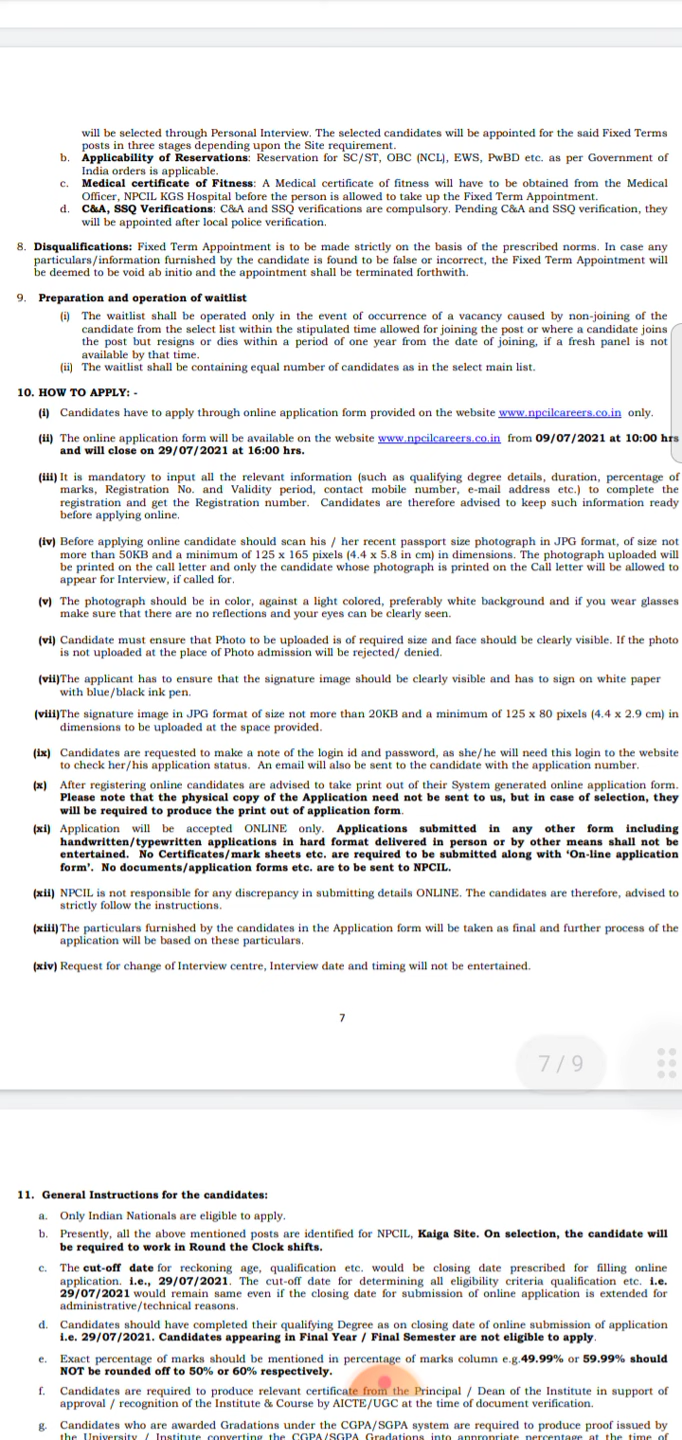 will be selected through Personal Interview. The selected candidates will be appointed for the said Fixed Terms
posts in three stages depending upon the Site requirement.
b. Applicability of Reservations: Reservation for SC/ST, OBC (NCL), EWS, PwBD etc. as per Government of
India orders is applicable.
c. Medical certificate of Fitness: A Medical certificate of fitness will have to be obtained from the Medical
Officer, NPCIL KGS Hospital before the person is allowed to take up the Fixed Term Appointment.
d. C&A, SSQ Verifications: C&A and SSQ verifications are compulsory. Pending C&A and SSQ verification, they
will be appointed after local police verification.
8. Disqualifications: Fixed Term Appointment is to be made strictly on the basis of the prescribed norms. In case any
particulars/information furnished by the candidate is found to be false or incorrect, the Fixed Term Appointment will
be deemed to be void ab initio and the appointment shall be terminated forthwith.
9. Preparation and operation of waitlist
(i) The waitlist shall be operated only in the event of occurrence of a vacancy caused by non-joining of the
candidate from the select list within the stipulated time allowed for joining the post or where a candidate joins
the post but resigns or dies within a period of one year from the date of joining, if a fresh panel is not
available by that time.
(ii) The waitlist shall be containing equal number of candidates as in the select main list.
10. HOW TO APPLY: -
(i) Candidates have to apply through online application form provided on the website www.npcilcareers.co.in only.
(ii) The online application form will be available on the website www.npcilcareers.co.in from 09/07/2021 at 10:00 hrs
and will close on 29/07/2021 at 16:00 hrs.
(iii) It is mandatory to input all the relevant information (such as qualifying degree details, duration, percentage of
marks, Registration No. and Validity period, contact mobile number, e-mail address etc.) to complete the
registration and get the Registration number. Candidates are therefore advised to keep such information ready
before applying online.
(iv) Before applying online candidate should scan his / her recent passport size photograph in JPG format, of size not
more than 50KB and a minimum of 125 x 165 pixels (4.4 x 5.8 in cm) in dimensions. The photograph uploaded will
be printed on the call letter and only the candidate whose photograph is printed on the Call letter will be allowed to
appear for Interview, if called for.
(v) The photograph should be in color, against a light colored, preferably white background and if you wear glasses
make sure that there are no reflections and your eyes can be clearly seen.
(vi) Candidate must ensure that Photo to be uploaded is of required size and face should be clearly visible. If the photo
is not uploaded at the place of Photo admission will be rejected/ denied.
(vii)The applicant has to ensure that the signature image should be clearly visible and has to sign on white paper
with blue/black ink pen.
(viii)The signature image in JPG format of size not more than 20KB and a minimum of 125 x 80 pixels (4.4 x 2.9 cm) in
dimensions to be uploaded at the space provided.
(ix) Candidates are requested to make a note of the login id and password, as she/he will need this login to the website
to check her/his application status. An email will also be sent to the candidate with the application number.
(x) After registering online candidates are advised to take print out of their System generated online application form.
Please note that the physical copy of the Application need not be sent to us, but in case of selection, they
will be required to produce the print out of application form.
(xi) Application will be accepted ONLINE only. Applications submitted in any other form including
handwritten/typewritten applications in hard format delivered in person or by other means shall not be
entertained. No Certificates/mark sheets etc. are required to be submitted along with ‘On-line application
form’. No documents/application forms etc. are to be sent to NPCIL.
(xii) NPCIL is not responsible for any discrepancy in submitting details ONLINE. The candidates are therefore, advised to
strictly follow the instructions.
(xiii)The particulars furnished by the candidates in the Application form will be taken as final and further process of the
application will be based on these particulars.
(xiv) Request for change of Interview centre, Interview date and timing will not be entertained.
7
7 / 9
11. General Instructions for the candidates:
a. Only Indian Nationals are eligible to apply.
b. Presently, all the above mentioned posts are identified for NPCIL, Kaiga Site. On selection, the candidate will
be required to work in Round the Clock shifts.
c. The cut-off date for reckoning age, qualification etc. would be closing date prescribed for filling online
application. i.e., 29/07/2021. The cut-off date for determining all eligibility criteria qualification etc. i.e.
29/07/2021 would remain same even if the closing date for submission of online application is extended for
administrative/technical reasons.
d. Candidates should have completed their qualifying Degree as on closing date of online submission of application
i.e. 29/07/2021. Candidates appearing in Final Year / Final Semester are not eligible to apply.
e. Exact percentage of marks should be mentioned in percentage of marks column e.g.49.99% or 59.99% should
NOT be rounded off to 50% or 60% respectively.
f. Candidates are required to produce relevant certificate from the Principal / Dean of the Institute in support of
approval / recognition of the Institute & Course by AICTE/UGC at the time of document verification.
g. Candidates who are awarded Gradations under the CGPA/SGPA system are required to produce proof issued by
the University / Institute converting the CGPA/SGPA Gradations into appropriate percentage at the time of